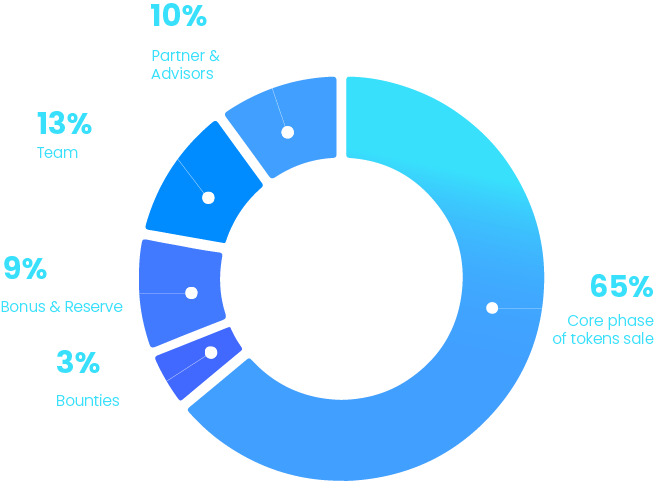 10%
Partner &
Advisors
13%
Team
9%
Bonus & Reserve
3%
Bounties
65%
Core phase
of tokens sale